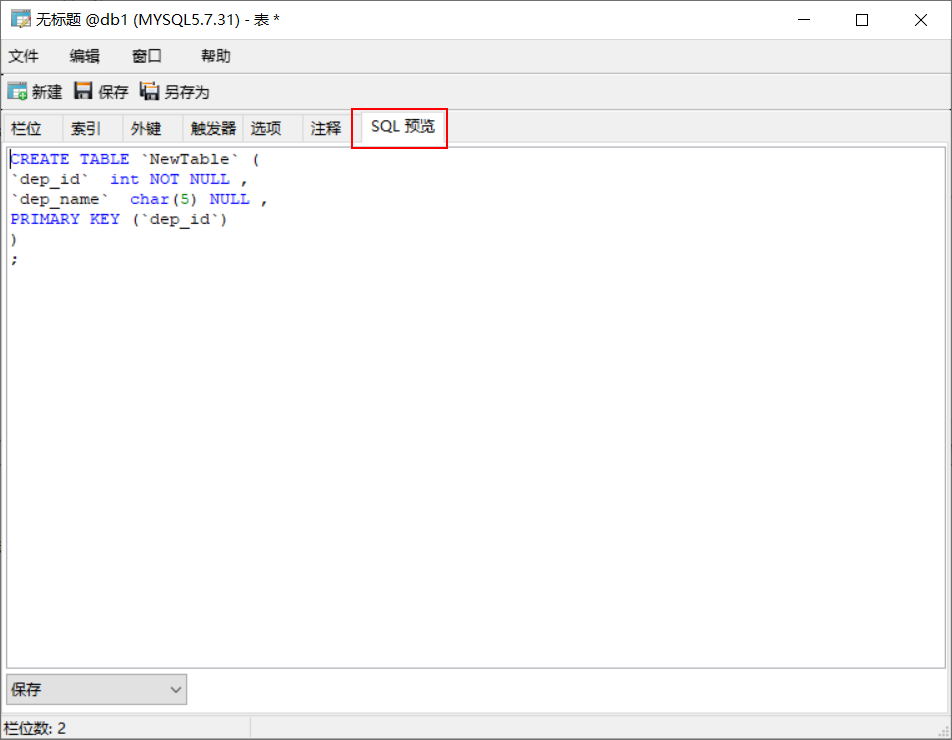 无标题 @db1 (MYSQL5.7.31) - 表 *
文件 编辑 窗口 帮助
新建 保存 另存为
栏位 索引 外键 触发器 选项 注释 SQL 预览
CREATE TABLE `NewTable` (
`dep_id`  int NOT NULL ,
`dep_name`  char(5) NULL ,
PRIMARY KEY (`dep_id`)
)
;
保存
栏位数: 2